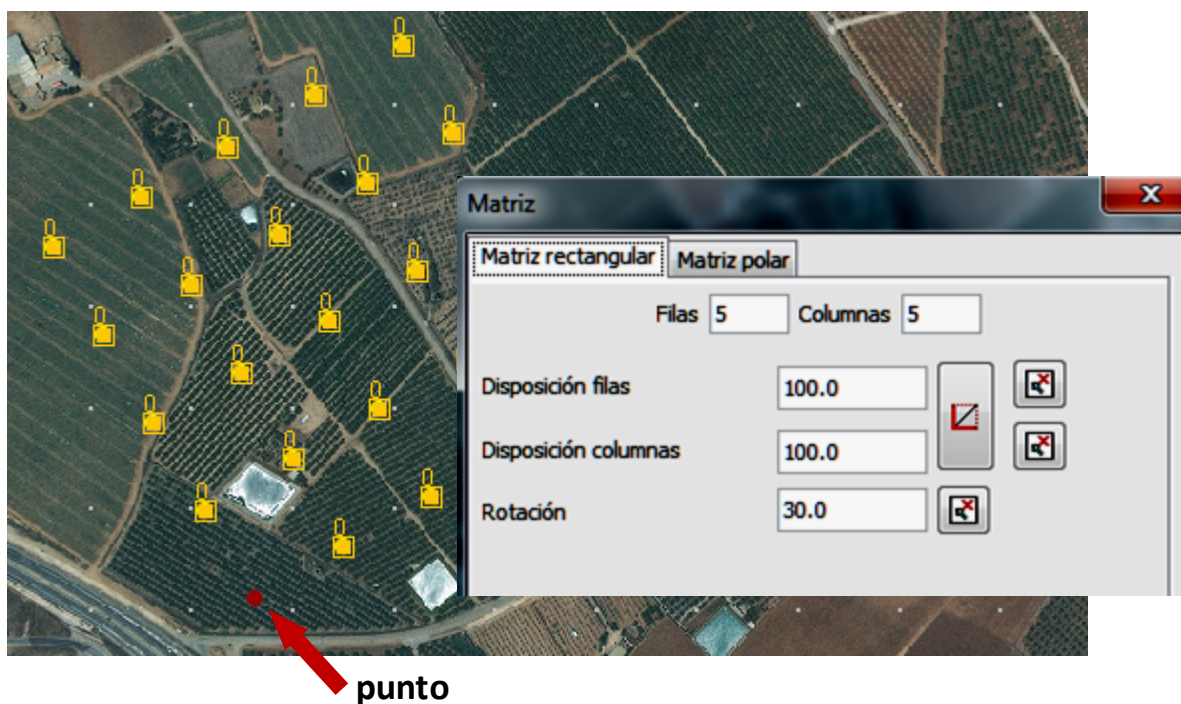 Matriz
Matriz rectangular Matriz polar
Filas 5 Columnas 5
Disposición filas 100.0
Disposición columnas 100.0
Rotación 30.0
punto